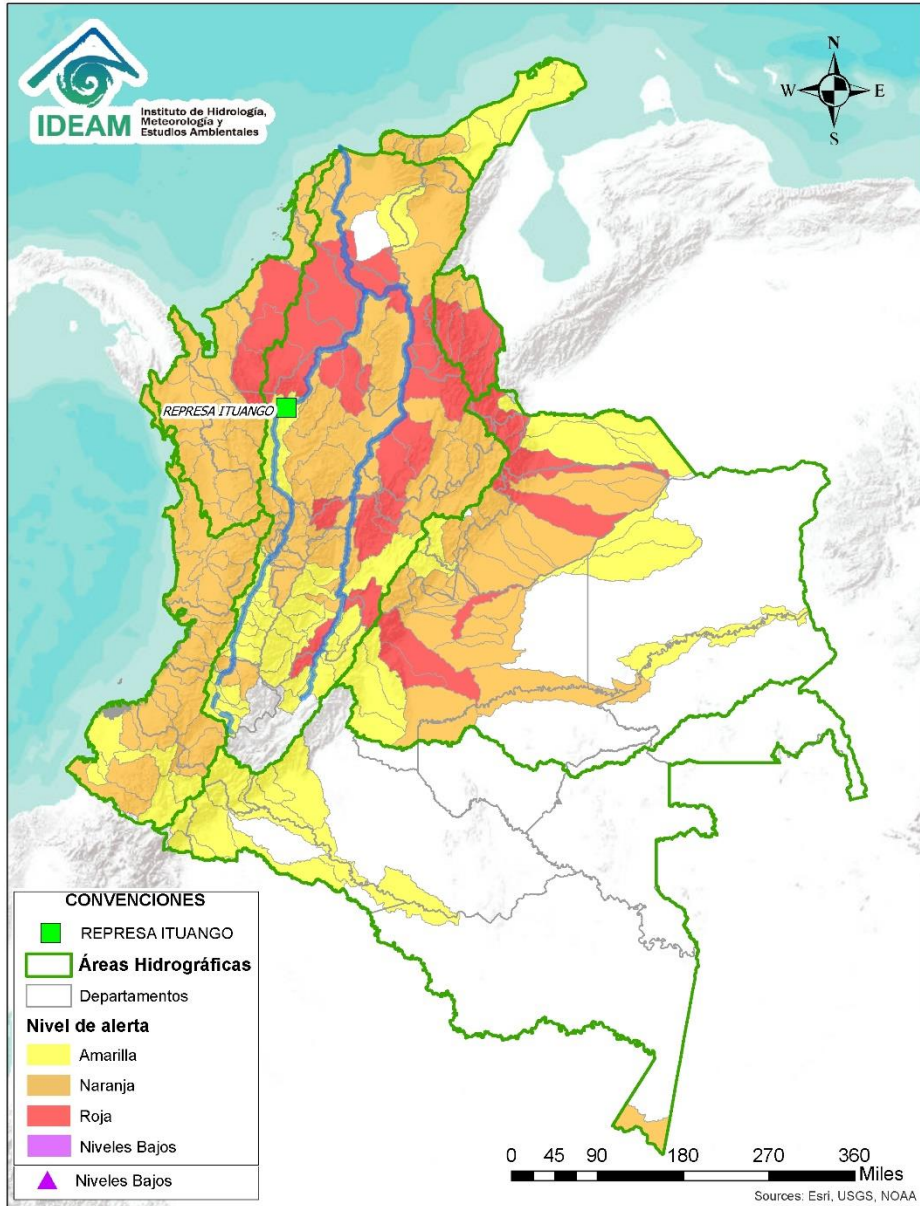 IDEAM
Instituto de Hidrología,
Meteorología y
Estudios Ambientales
N
W
E
S
REPRESA ITUANGO
CONVENCIONES
REPRESA ITUANGO
Áreas Hidrográficas
Departamentos
Nivel de alerta
Amarilla
Naranja
Roja
Niveles Bajos
Niveles Bajos
0 45 90 180 270 360
Miles
Sources: Esri, USGS, NOAA